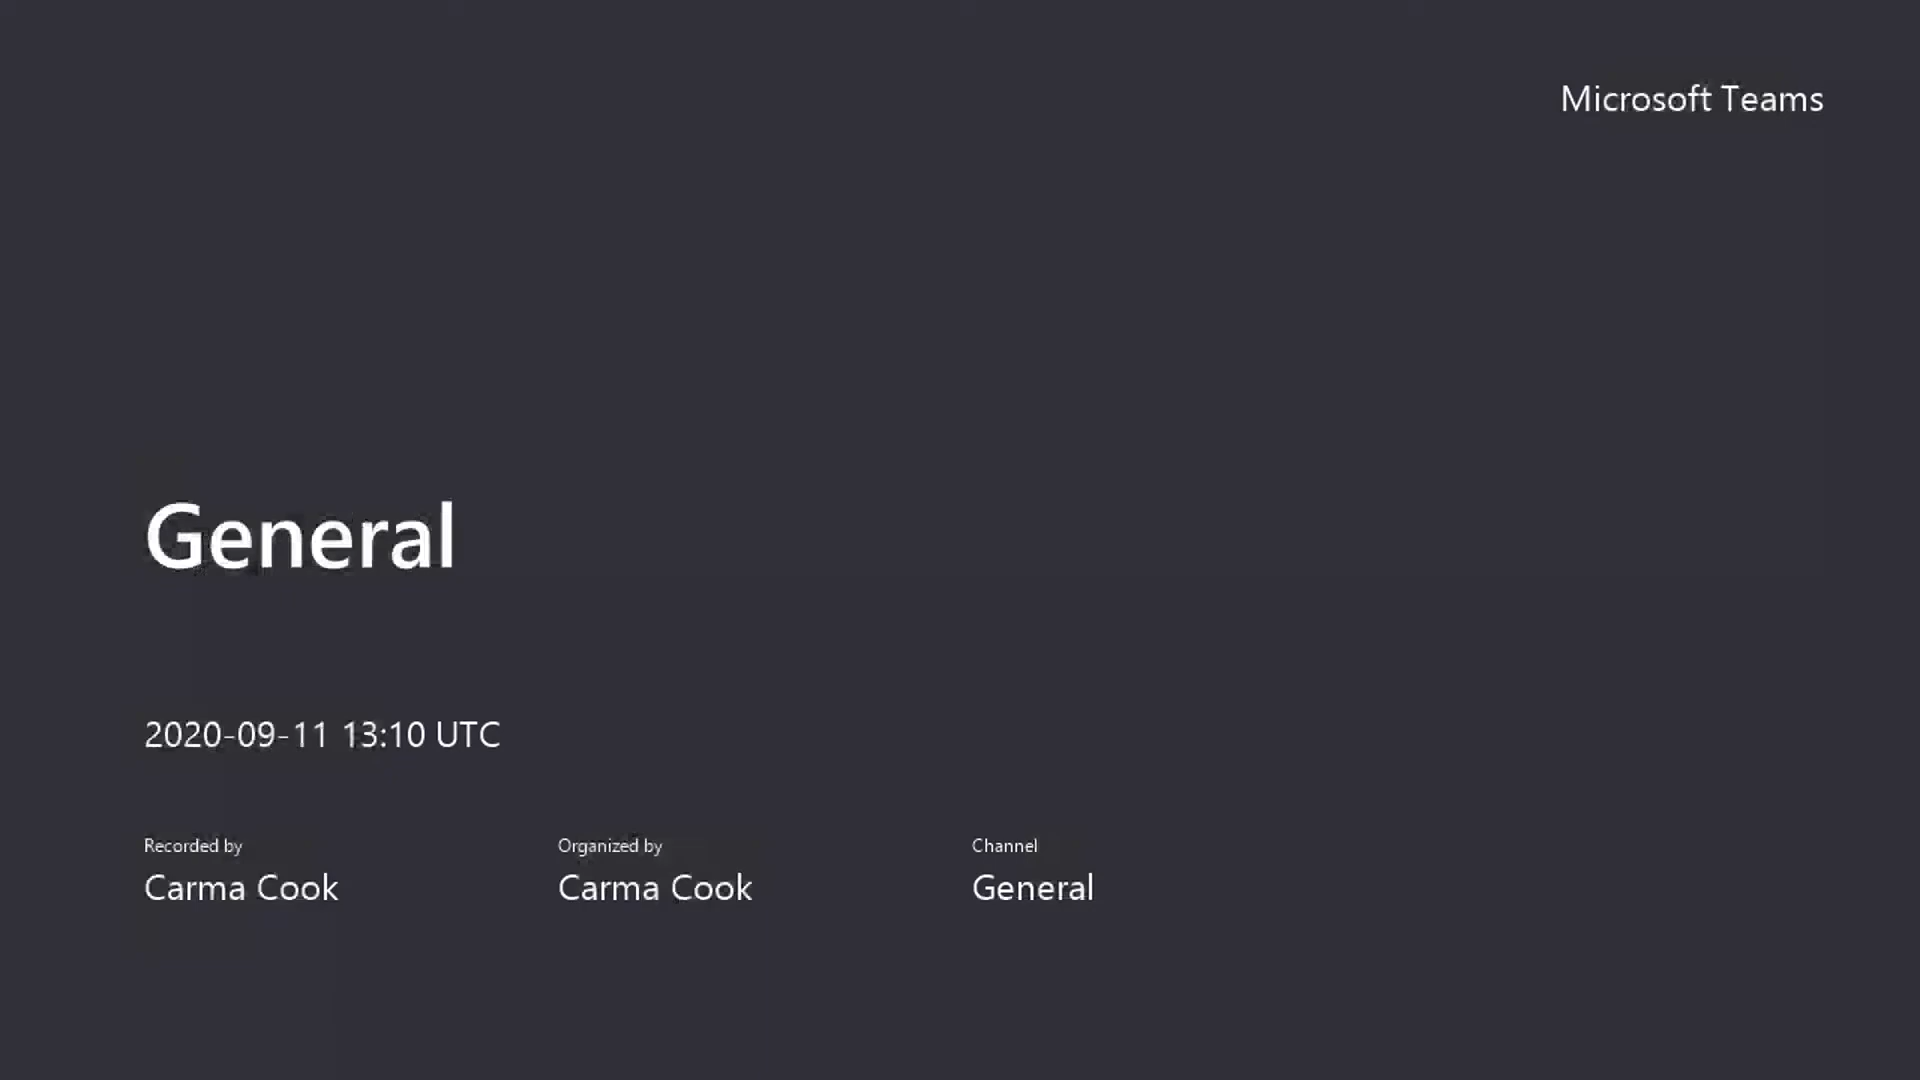 Microsoft Teams
General
2020-09-11 13:10 UTC
Recorded by
Carma Cook
Organized by
Carma Cook
Channel
General